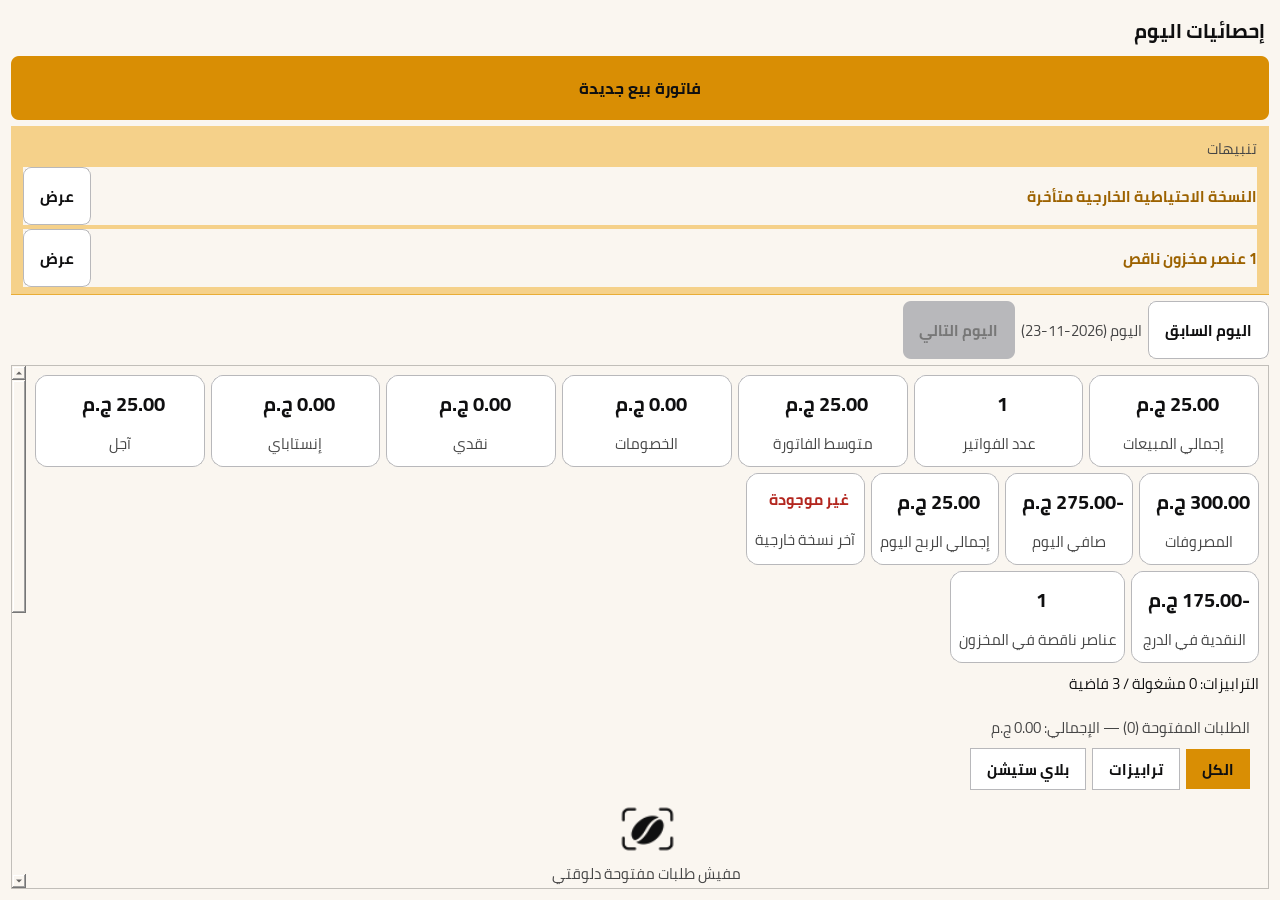 إحصائيات اليوم
فاتورة بيع جديدة
تنبيهات
النسخة الاحتياطية الخارجية متأخرة
عرض
1 عنصر مخزون ناقص
عرض
اليوم السابق
اليوم (2026-11-23)
اليوم التالي
25.00 ج.م
إجمالي المبيعات
1
عدد الفواتير
25.00 ج.م
متوسط الفاتورة
0.00 ج.م
الخصومات
0.00 ج.م
نقدي
0.00 ج.م
إنستاباي
25.00 ج.م
آجل
300.00 ج.م
المصروفات
-275.00 ج.م
صافي اليوم
25.00 ج.م
إجمالي الربح اليوم
غير موجودة
آخر نسخة خارجية
-175.00 ج.م
النقدية في الدرج
1
عناصر ناقصة في المخزون
الترابيزات: 0 مشغولة / 3 فاضية
الطلبات المفتوحة (0) — الإجمالي: 0.00 ج.م
الكل
ترابيزات
بلاي ستيشن
مفيش طلبات مفتوحة دلوقتي